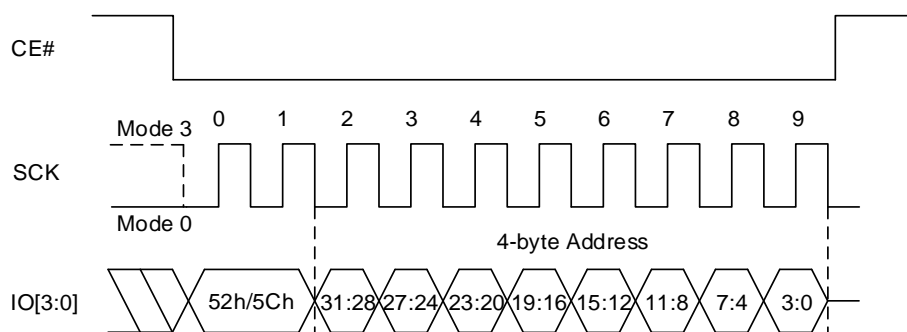 CE#
Mode 3 0 1 2 3 4 5 6 7 8 9
SCK
Mode 0
4-byte Address
IO[3:0] 52h/5Ch 31:28 27:24 23:20 19:16 15:12 11:8 7:4 3:0